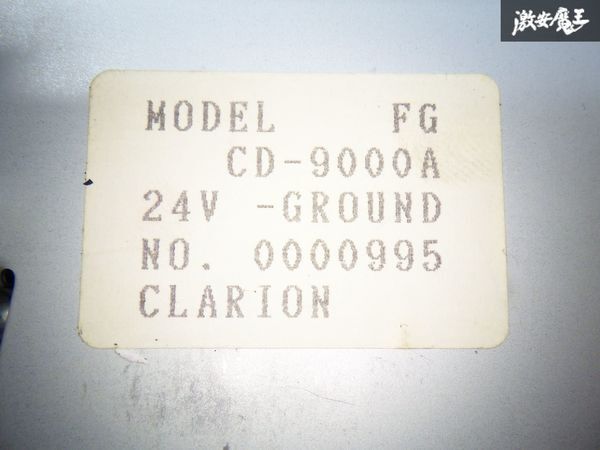 激安魔王
MODEL FG
CD-9000A
24V -GROUND
NO. 0000995
CLARION